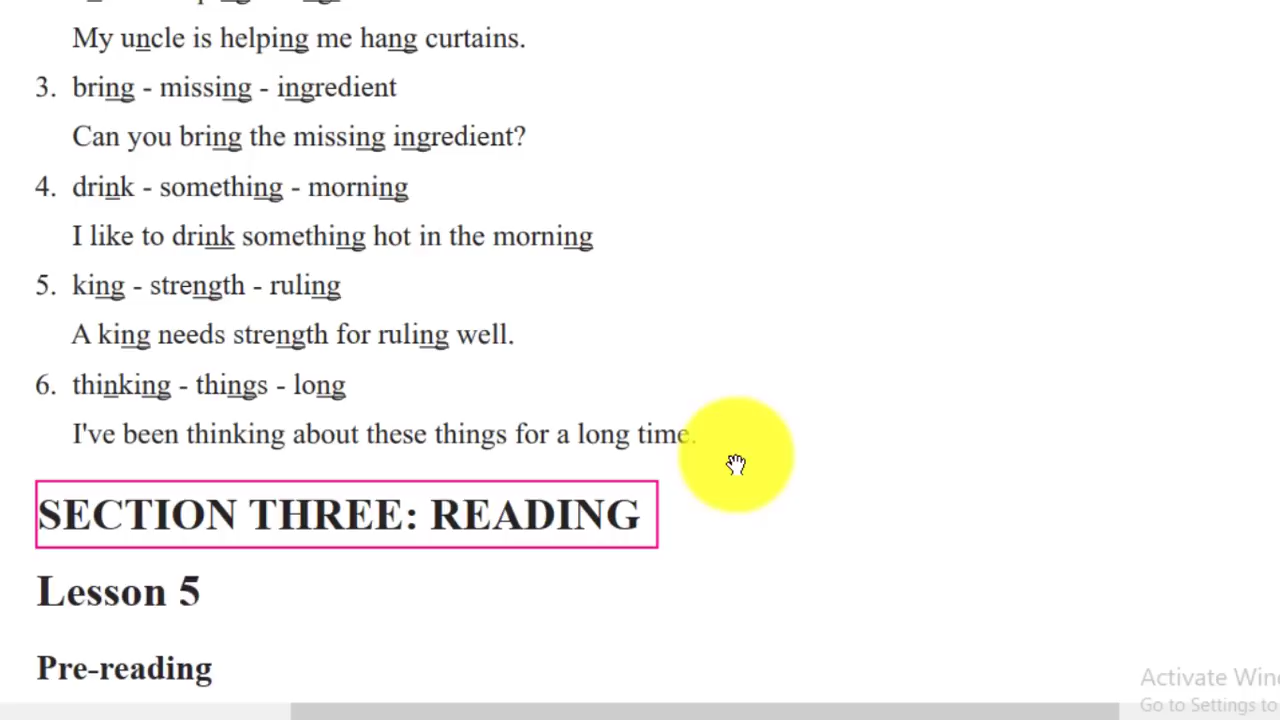 My uncle is helping me hang curtains.
3. bring - missing - ingredient
Can you bring the missing ingredient?
4. drink - something - morning
I like to drink something hot in the morning
5. king - strength - ruling
A king needs strength for ruling well.
6. thinking - things - long
I've been thinking about these things for a long time.
SECTION THREE: READING
Lesson 5
Pre-reading
Activate Win
Go to Settings to